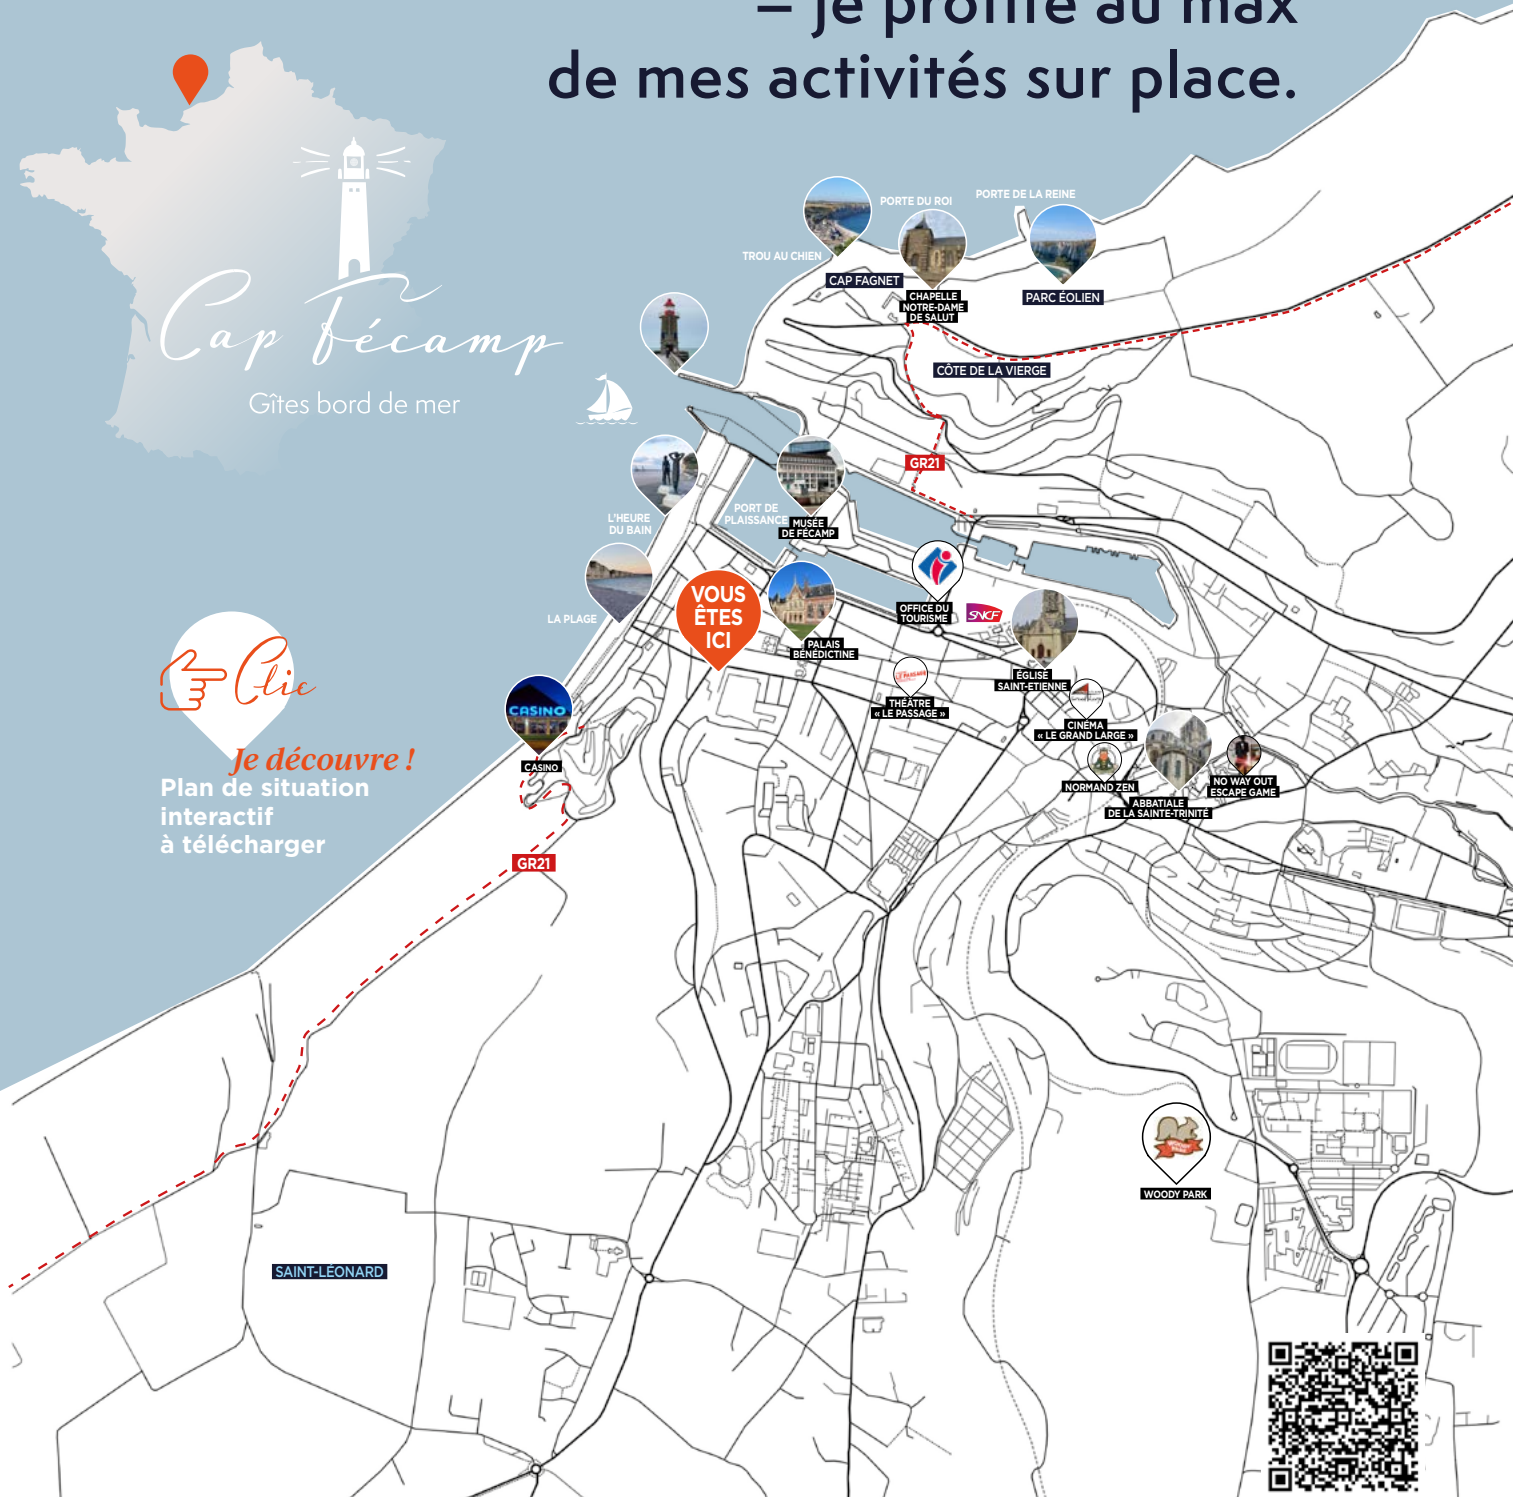 – je profite au max
de mes activités sur place.
Cap Fécamp
Gîtes bord de mer
PORTE DU ROI
PORTE DE LA REINE
TROU AU CHIEN
CAP FAGNET
CHAPELLE
NOTRE-DAME
DE SALUT
PARC ÉOLIEN
CÔTE DE LA VIERGE
GR21
L'HEURE
DU BAIN
PORT DE
PLAISSANCE
MUSÉE
DE FÉCAMP
LA PLAGE
VOUS
ÊTES
ICI
PALAIS
BÉNÉDICTINE
OFFICE DU
TOURISME
SNCF
ÉGLISE
SAINT-ETIENNE
LE PASSAGE
THÉÂTRE
« LE PASSAGE »
CINÉMA
« LE GRAND LARGE »
NORMAND ZEN
ABBATIALE
DE LA SAINTE-TRINITÉ
NO WAY OUT
ESCAPE GAME
CASINO
CASINO
Clic
Je découvre !
Plan de situation
interactif
à télécharger
GR21
WOODY PARK
SAINT-LÉONARD